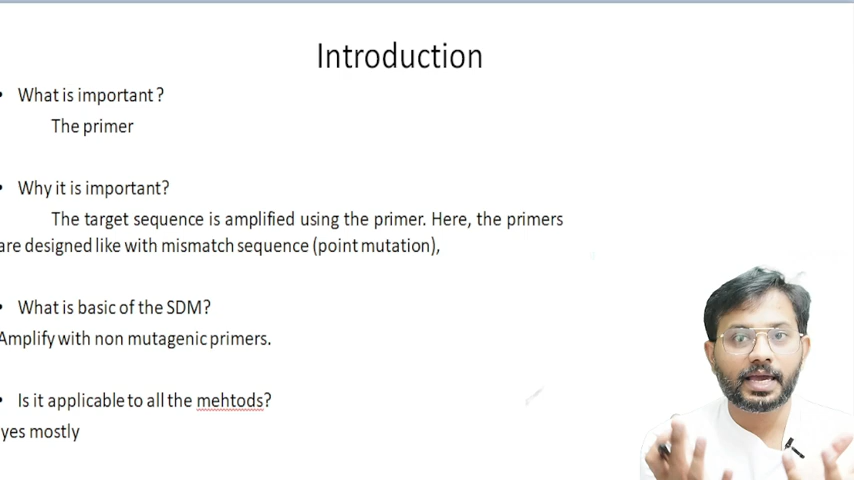 Introduction
• What is important ?
The primer
• Why it is important?
The target sequence is amplified using the primer. Here, the primers
are designed like with mismatch sequence (point mutation),
• What is basic of the SDM?
Amplify with non mutagenic primers.
• Is it applicable to all the mehtods?
yes mostly